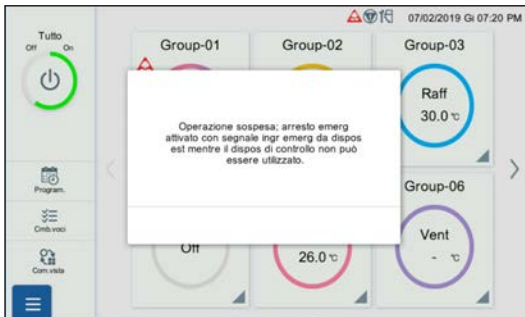 07/02/2019 Gi 07:20 PM
Tutto
Off On
Group-01 Group-02 Group-03
Raff
30.0 °C
Operazione sospesa; arresto emerg
attivato con segnale ingr emerg da dispos
est mentre il dispos di controllo non può
essere utilizzato.
Program.
Cmb.voci
Com.vista
Group-06
Off
26.0 °C
Vent
- °C